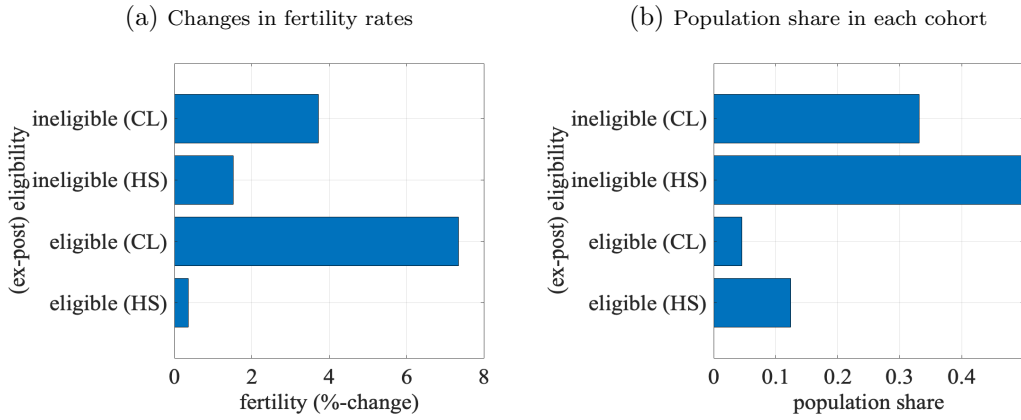 (a) Changes in fertility rates
(ex-post) eligibility
ineligible (CL)
ineligible (HS)
eligible (CL)
eligible (HS)
0 2 4 6 8
fertility (%-change)
(b) Population share in each cohort
(ex-post) eligibility
ineligible (CL)
ineligible (HS)
eligible (CL)
eligible (HS)
0 0.1 0.2 0.3 0.4
population share